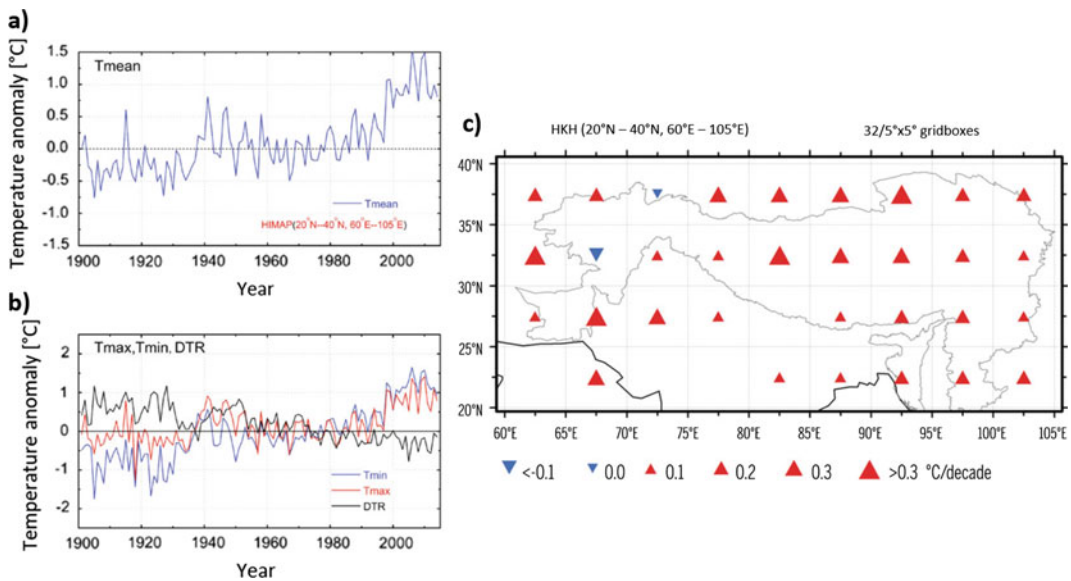 a)
Temperature anomaly [°C]
1.5
1.0
0.5
0.0
-0.5
-1.0
-1.5
Tmean
Tmean
HIMAP(20°N–40°N, 60°E–105°E)
1900 1920 1940 1960 1980 2000
Year
b)
Temperature anomaly [°C]
2
1
0
-1
-2
Tmax,Tmin, DTR
Tmin
Tmax
DTR
1900 1920 1940 1960 1980 2000
Year
c)
HKH (20°N – 40°N, 60°E – 105°E) 32/5°x5° gridboxes
40°N
35°N
30°N
25°N
20°N
60°E 65°E 70°E 75°E 80°E 85°E 90°E 95°E 100°E 105°E
<-0.1 0.0 0.1 0.2 0.3 >0.3 °C/decade